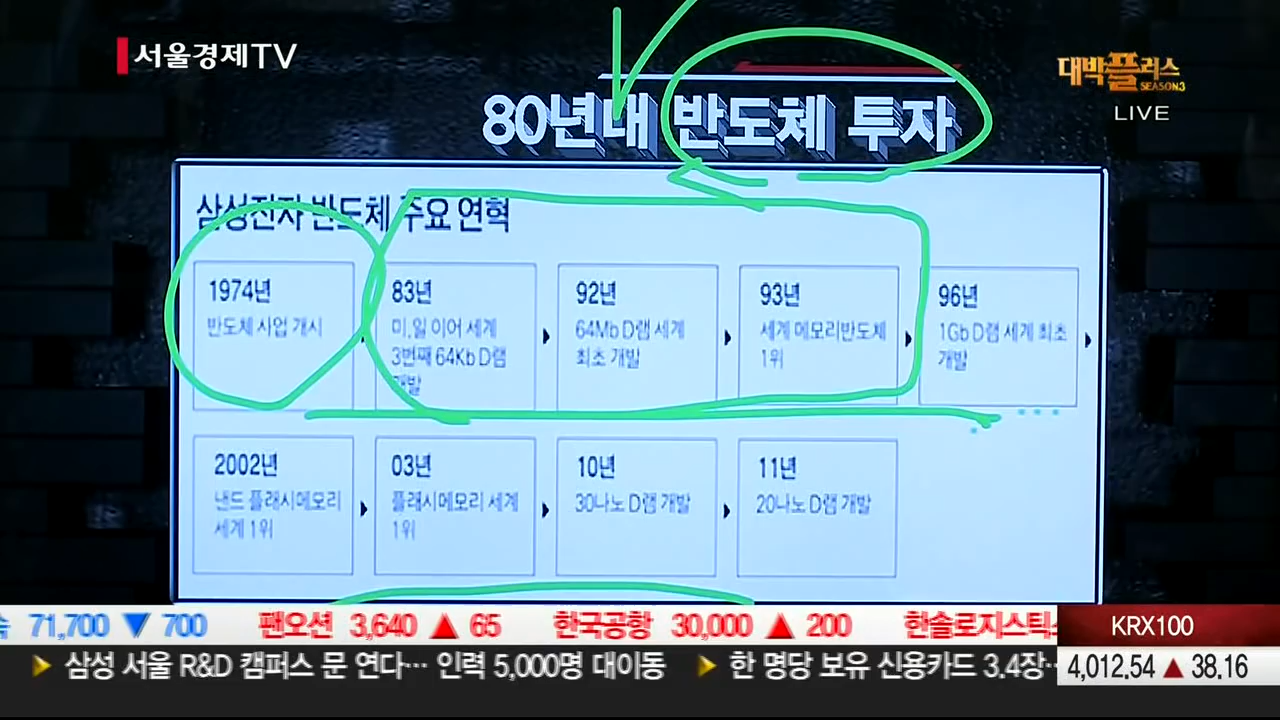 서울경제TV
대박플러스
SEASON3
LIVE
80년대 반도체 투자
삼성전자 반도체 주요 연혁
1974년
반도체 사업 개시
83년
미,일 이어 세계
3번째 64Kb D램
개발
92년
64Mb D램 세계
최초 개발
93년
세계 메모리반도체
1위
96년
1Gb D램 세계 최초
개발
2002년
낸드 플래시메모리
세계 1위
03년
플래시메모리 세계
1위
10년
30나노 D램 개발
11년
20나노 D램 개발
71,700 ▼ 700 팬오션 3,640 ▲ 65 한국공항 30,000 ▲ 200 한솔로지스틱
KRX100
삼성 서울 R&D 캠퍼스 문 연다… 인력 5,000명 대이동 한 명당 보유 신용카드 3.4장…
4,012.54 ▲ 38.16